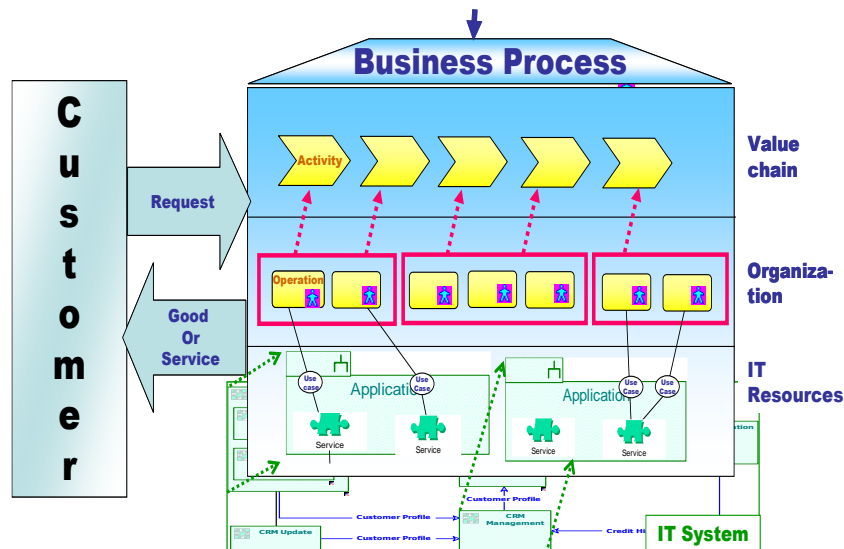 Business Process
Customer
Activity
Value
chain
Request
Operation
Organiza-
tion
Good
Or
Service
IT
Resources
Use
case
Application
Use
Case
Service
Service
Use
Case
Application
Use
Case
Service
Service
Customer Profile
Customer Profile
CRM
Management
CRM Update
Customer Profile
IT System